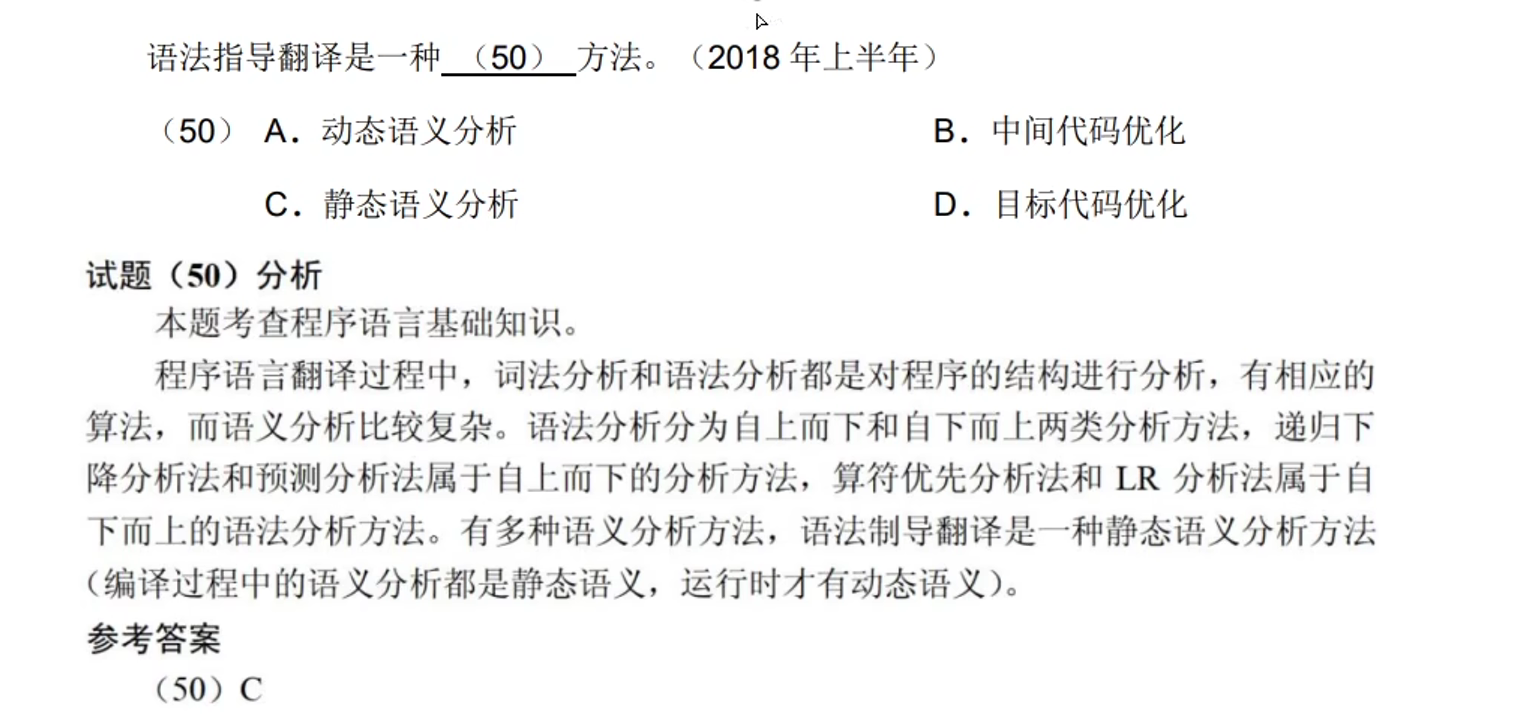 语法指导翻译是一种（50）方法。（2018 年上半年）
（50） A．动态语义分析 B．中间代码优化
C．静态语义分析 D．目标代码优化
试题（50）分析
本题考查程序语言基础知识。
程序语言翻译过程中，词法分析和语法分析都是对程序的结构进行分析，有相应的
算法，而语义分析比较复杂。语法分析分为自上而下和自下而上两类分析方法，递归下
降分析法和预测分析法属于自上而下的分析方法，算符优先分析法和 LR 分析法属于自
下而上的语法分析方法。有多种语义分析方法，语法制导翻译是一种静态语义分析方法
（编译过程中的语义分析都是静态语义，运行时才有动态语义）。
参考答案
（50）C